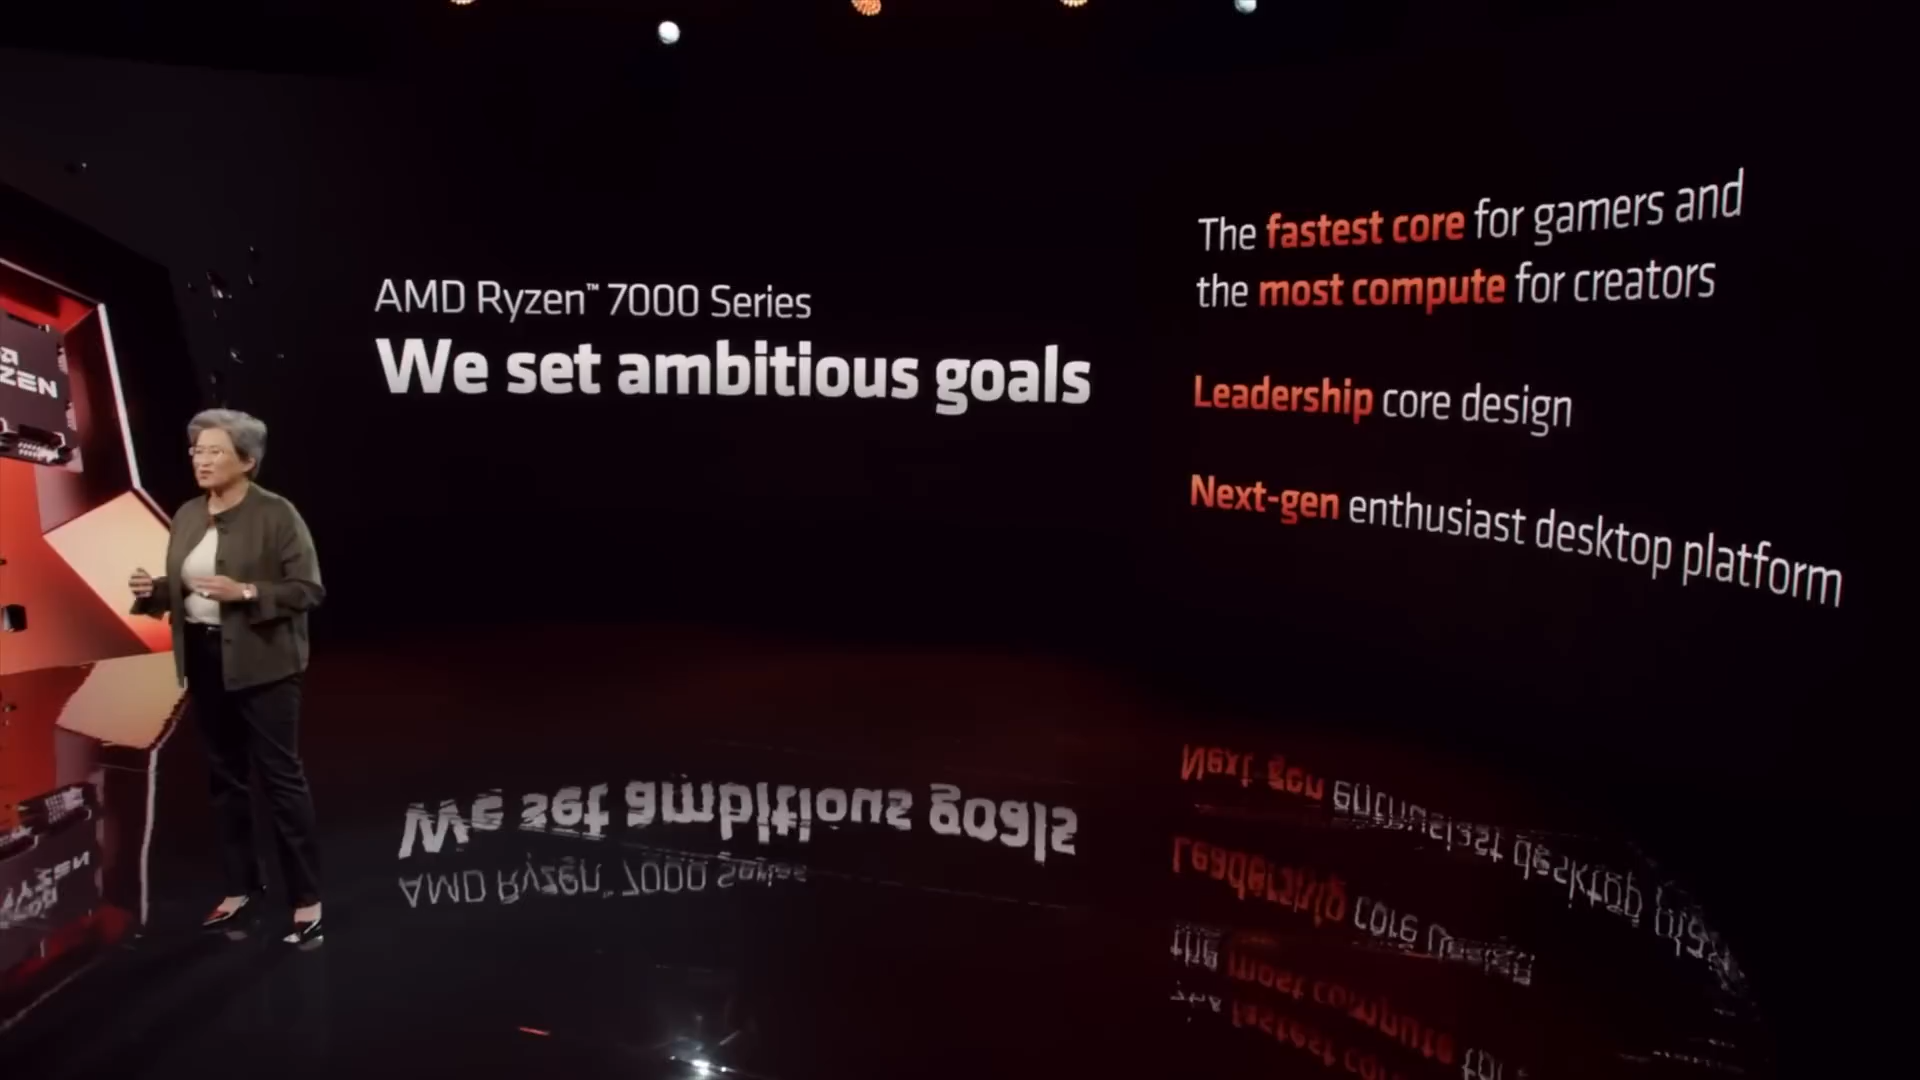 AMD Ryzen™ 7000 Series
We set ambitious goals
The fastest core for gamers and
the most compute for creators
Leadership core design
Next-gen enthusiast desktop platform
ZEN